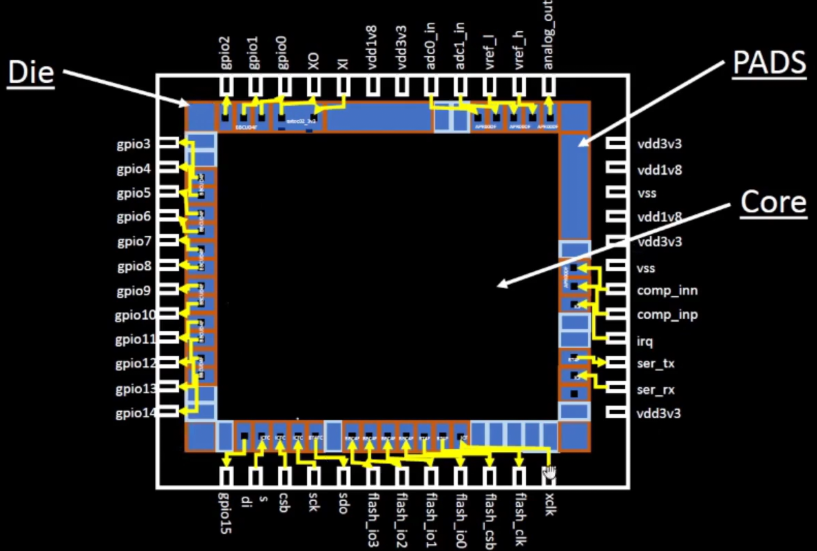 gpio2
gpio1
gpio0
XO
XI
vdd1v8
vdd3v3
adc0_in
adc1_in
vref_l
vref_h
analog_out
Die
PADS
Core
gpio3
gpio4
gpio5
gpio6
gpio7
gpio8
gpio9
gpio10
gpio11
gpio12
gpio13
gpio14
vdd3v3
vdd1v8
vss
vdd1v8
vdd3v3
vss
comp_inn
comp_inp
irq
ser_tx
ser_rx
vdd3v3
gpio15
di
s
csb
sck
sdo
flash_io3
flash_io2
flash_io1
flash_io0
flash_csb
flash_clk
xclk